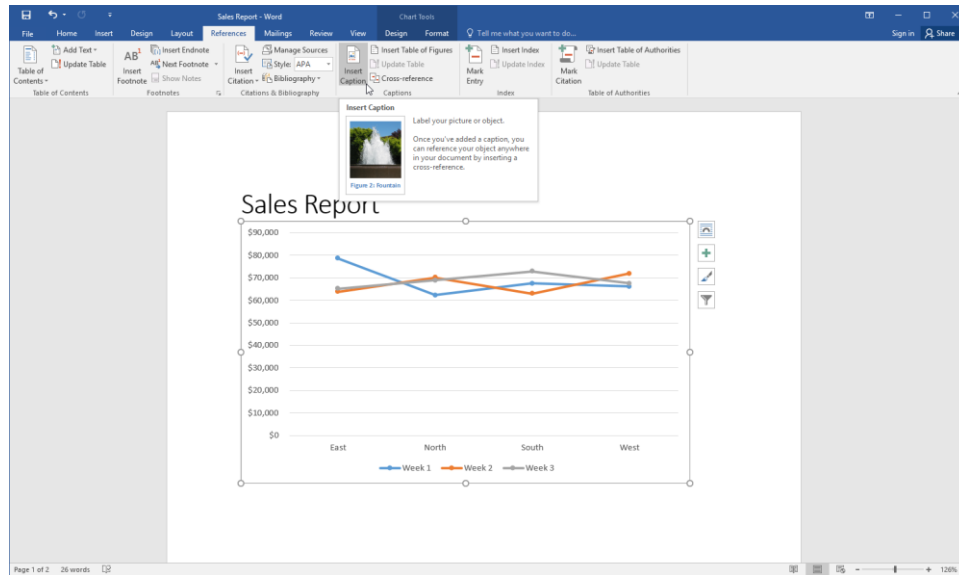 Sales Report - Word
Chart Tools
File Home Insert Design Layout References Mailings Review View Design Format Tell me what you want to do...
Sign in Share
Table of Contents
Add Text
Update Table
Table of Contents
AB1
Insert Footnote
Insert Endnote
Next Footnote
Show Notes
Footnotes
Insert Citation
Manage Sources
Style: APA
Bibliography
Citations & Bibliography
Insert Caption
Insert Table of Figures
Update Table
Cross-reference
Captions
Mark Entry
Insert Index
Update Index
Index
Mark Citation
Insert Table of Authorities
Update Table
Table of Authorities
Insert Caption
Label your picture or object.
Once you've added a caption, you
can reference your object anywhere
in your document by inserting a
cross-reference.
Figure 2: Fountain
Sales Report
$90,000
$80,000
$70,000
$60,000
$50,000
$40,000
$30,000
$20,000
$10,000
$0
East North South West
Week 1 Week 2 Week 3
Page 1 of 2 26 words
126%